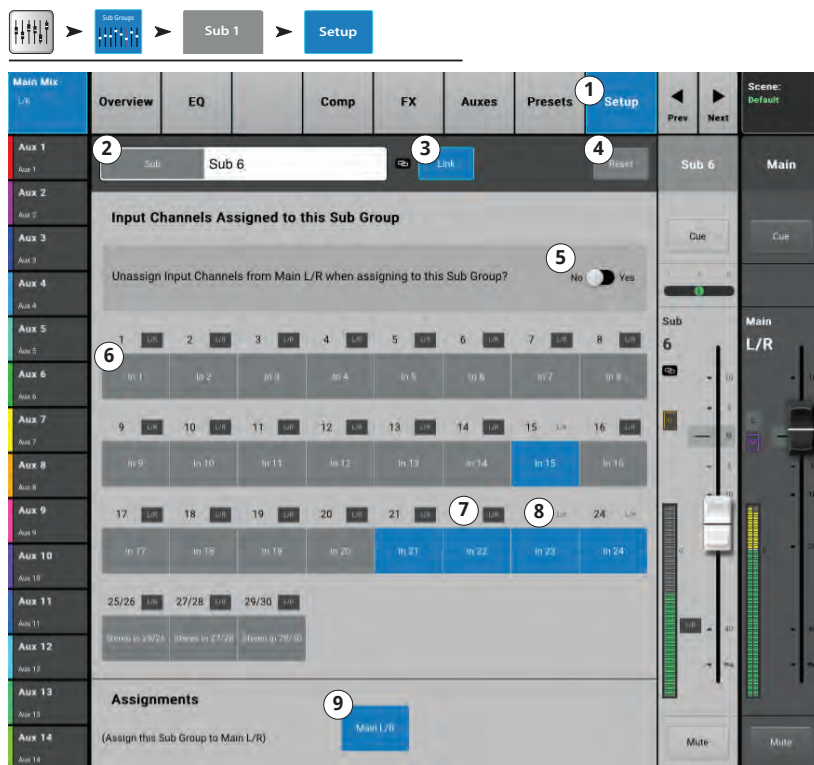 Sub Groups
Sub 1
Setup
Main Mix
L/R
Overview
EQ
Comp
FX
Auxes
Presets
1
Setup
Prev
Next
Scene:
Default
Aux 1
Aux 1
Aux 2
Aux 2
Aux 3
Aux 3
Aux 4
Aux 4
Aux 5
Aux 5
Aux 6
Aux 6
Aux 7
Aux 7
Aux 8
Aux 8
Aux 9
Aux 9
Aux 10
Aux 10
Aux 11
Aux 11
Aux 12
Aux 12
Aux 13
Aux 13
Aux 14
Aux 14
2
Sub
Sub 6
3
Link
4
Reset
Input Channels Assigned to this Sub Group
Unassign Input Channels from Main L/R when assigning to this Sub Group?
5
No
Yes
1 L/R 2 L/R 3 L/R 4 L/R 5 L/R 6 L/R 7 L/R 8 L/R
6
In 1 In 2 In 3 In 4 In 5 In 6 In 7 In 8
9 L/R 10 L/R 11 L/R 12 L/R 13 L/R 14 L/R 15 L/R 16 L/R
In 9 In 10 In 11 In 12 In 13 In 14 In 15 In 16
17 L/R 18 L/R 19 L/R 20 L/R 21 L/R 7 L/R 8 L/R 24 L/R
In 17 In 18 In 19 In 20 In 21 In 22 In 23 In 24
25/26 L/R 27/28 L/R 29/30 L/R
Stereo In 25/26 Stereo In 27/28 Stereo In 29/30
Assignments
(Assign this Sub Group to Main L/R)
9
Main L/R
Sub 6
Cue
Sub
6
10
5
U
5
10
L/R
40
Mute
Main
Cue
Main
L/R
Mute